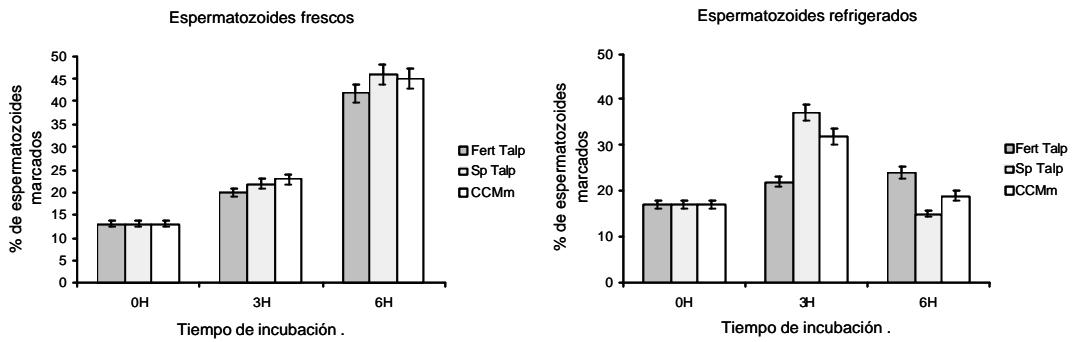 Espermatozoides frescos
% de espermatozoides
marcados
50
45
40
35
30
25
20
15
10
5
0
0H 3H 6H
Tiempo de incubación .
Fert Talp
Sp Talp
CCMm
Espermatozoides refrigerados
% de espermatozoides
marcados
50
40
30
20
10
0
0H 3H 6H
Tiempo de incubación .
Fert Talp
Sp Talp
CCMm